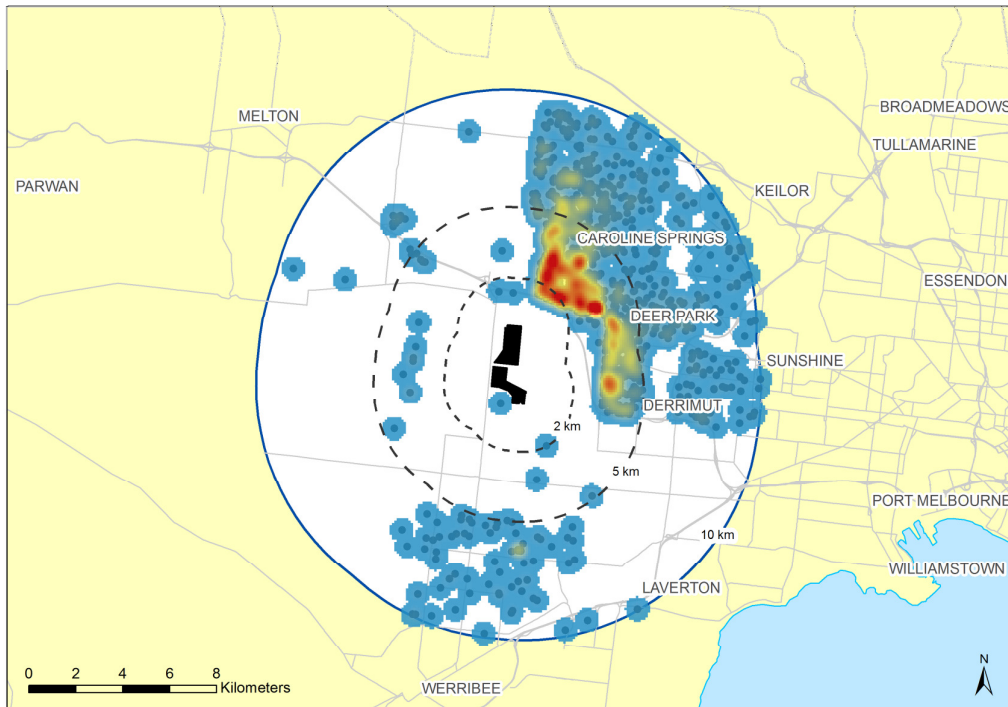 BROADMEADOWS
MELTON
TULLAMARINE
PARWAN
KEILOR
CAROLINE SPRINGS
ESSENDON
DEER PARK
SUNSHINE
DERRIMUT
2 km
5 km
PORT MELBOURNE
10 km
WILLIAMSTOWN
LAVERTON
N
0 2 4 6 8
Kilometers
WERRIBEE